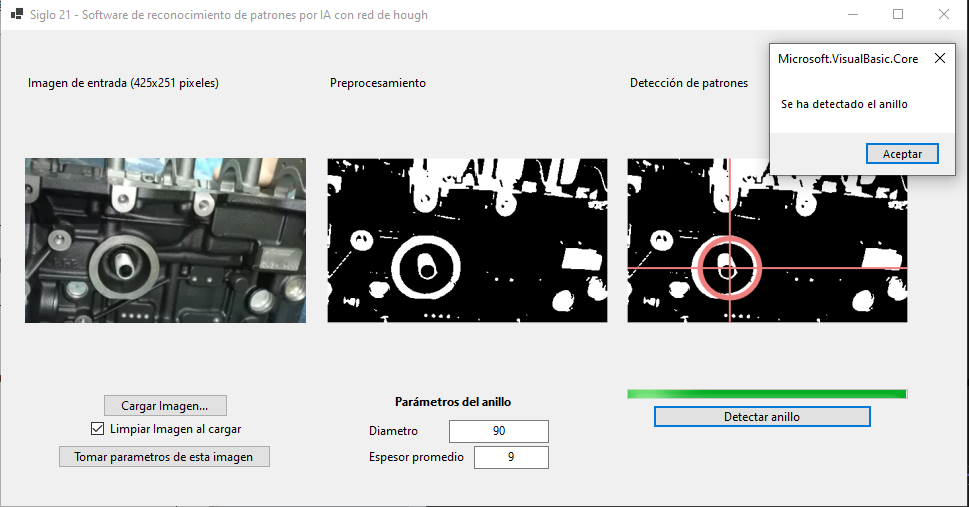 Siglo 21 - Software de reconocimiento de patrones por IA con red de hough
Microsoft.VisualBasic.Core
Se ha detectado el anillo
Aceptar
Imagen de entrada (425x251 pixeles)
Preprocesamiento
Detección de patrones
Cargar Imagen...
Limpiar Imagen al cargar
Tomar parametros de esta imagen
Parámetros del anillo
Diametro
90
Espesor promedio
9
Detectar anillo